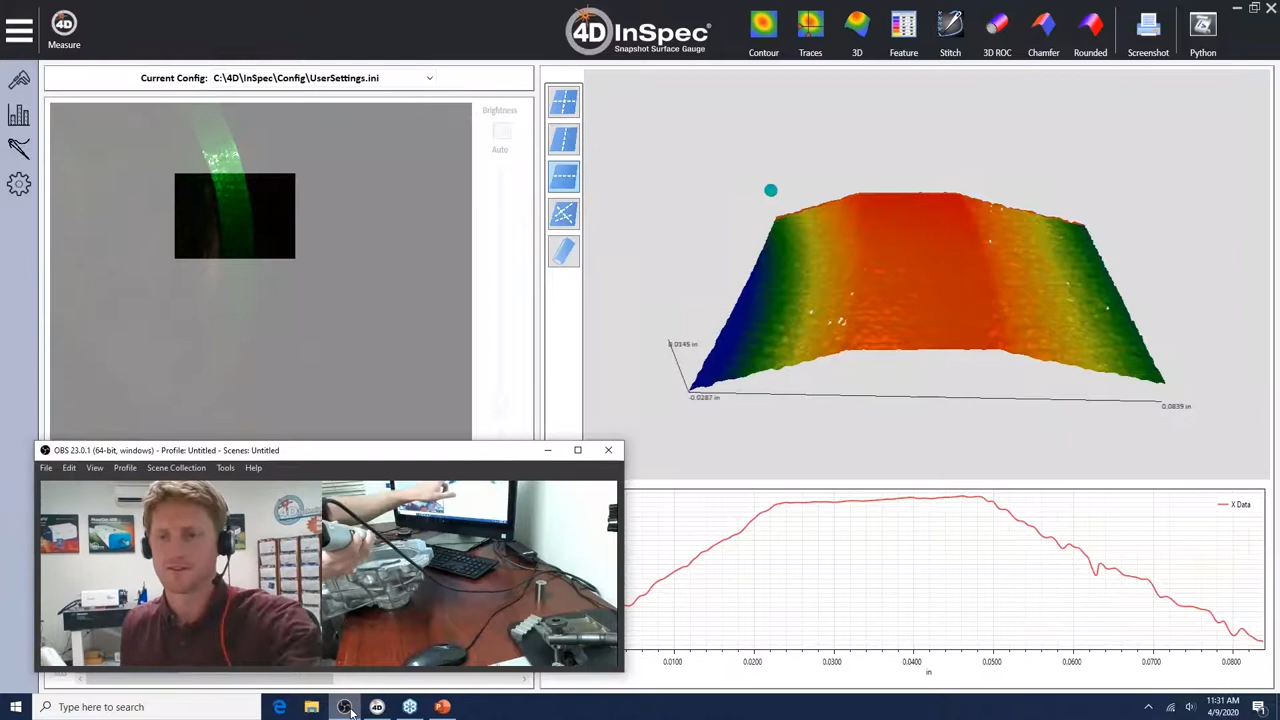 4D
Measure
4D InSpec®
Snapshot Surface Gauge
Contour
Traces
3D
Feature
Stitch
3D ROC
Chamfer
Rounded
Screenshot
Python
Current Config: C:\4D\InSpec\Config\UserSettings.ini
Brightness
Auto
0.0145 in
-0.0287 in
0.0839 in
OBS 23.0.1 (64-bit, windows) - Profile: Untitled - Scenes: Untitled
File Edit View Profile Scene Collection Tools Help
X Data
0.0100 0.0200 0.0300 0.0400 0.0500 0.0600 0.0700 0.0800
in
Type here to search
4D
11:31 AM
4/9/2020